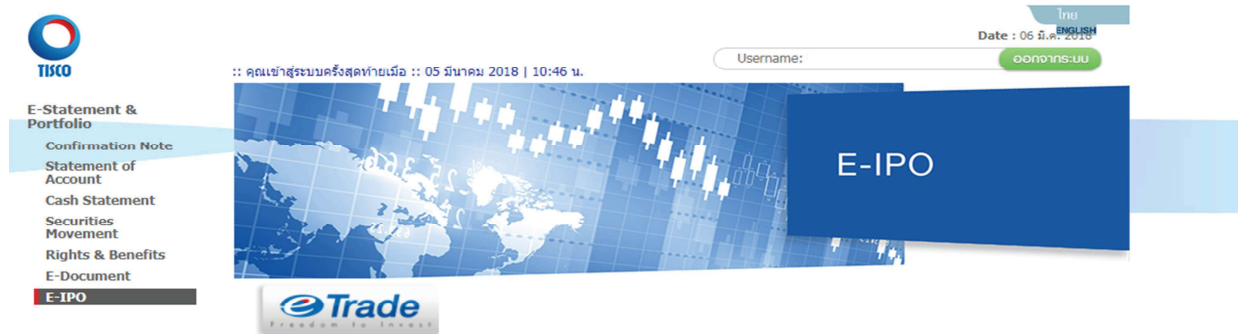 ไทย
ENGLISH
Date : 06 มี.ค. 2018
TISCO
Username:
ออกจากระบบ
:: คุณเข้าสู่ระบบครั้งสุดท้ายเมื่อ :: 05 มีนาคม 2018 | 10:46 น.
E-Statement &
Portfolio
Confirmation Note
Statement of
Account
Cash Statement
Securities
Movement
Rights & Benefits
E-Document
E-IPO
E-IPO
eTrade
Freedom to Invest